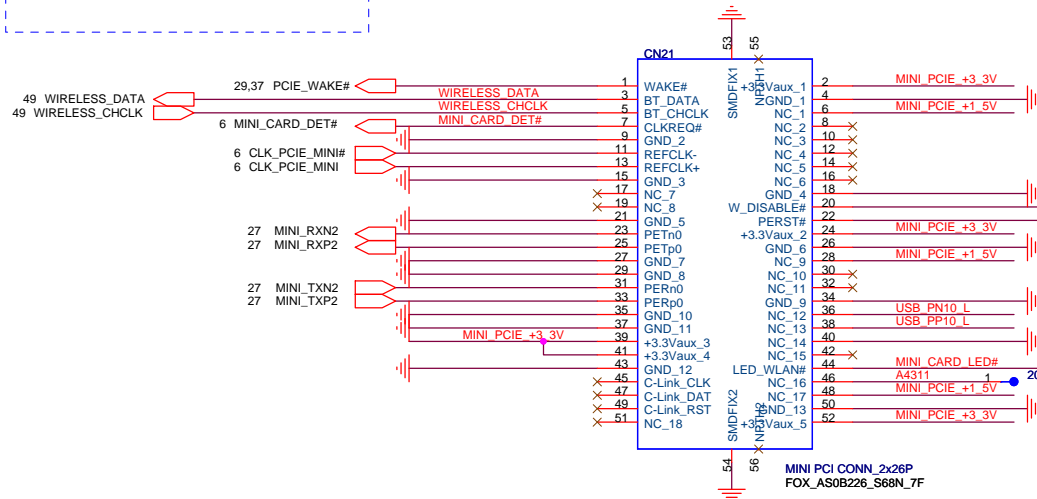 53
55
CN21
SMDFIX1
NPTH1
29,37 PCIE_WAKE#
1 WAKE#
+3.3Vaux_1 2 MINI_PCIE_+3_3V
49 WIRELESS_DATA
WIRELESS_DATA
3 BT_DATA
GND_1 4
49 WIRELESS_CHCLK
WIRELESS_CHCLK
5 BT_CHCLK
NC_1 6 MINI_PCIE_+1_5V
6 MINI_CARD_DET#
MINI_CARD_DET#
7 CLKREQ#
NC_2 8
9 GND_2
NC_3 10
6 CLK_PCIE_MINI#
11 REFCLK-
NC_4 12
6 CLK_PCIE_MINI
13 REFCLK+
NC_5 14
15 GND_3
NC_6 16
17 NC_7
GND_4 18
19 NC_8
W_DISABLE# 20
21 GND_5
PERST# 22
27 MINI_RXN2
23 PETn0
+3.3Vaux_2 24 MINI_PCIE_+3_3V
27 MINI_RXP2
25 PETp0
GND_6 26
27 GND_7
NC_9 28 MINI_PCIE_+1_5V
29 GND_8
NC_10 30
27 MINI_TXN2
31 PERn0
NC_11 32
27 MINI_TXP2
33 PERp0
GND_9 34
35 GND_10
NC_12 36 USB_PN10_L
37 GND_11
NC_13 38 USB_PP10_L
MINI_PCIE_+3_3V
39 +3.3Vaux_3
NC_14 40
41 +3.3Vaux_4
NC_15 42
43 GND_12
LED_WLAN# 44 MINI_CARD_LED#
45 C-Link_CLK
NC_16 46 A4311 1 20
47 C-Link_DAT
NC_17 48 MINI_PCIE_+1_5V
49 C-Link_RST
GND_13 50
51 NC_18
+3.3Vaux_5 52 MINI_PCIE_+3_3V
SMDFIX2
NPTH2
54
56
MINI PCI CONN_2x26P
FOX_AS0B226_S68N_7F